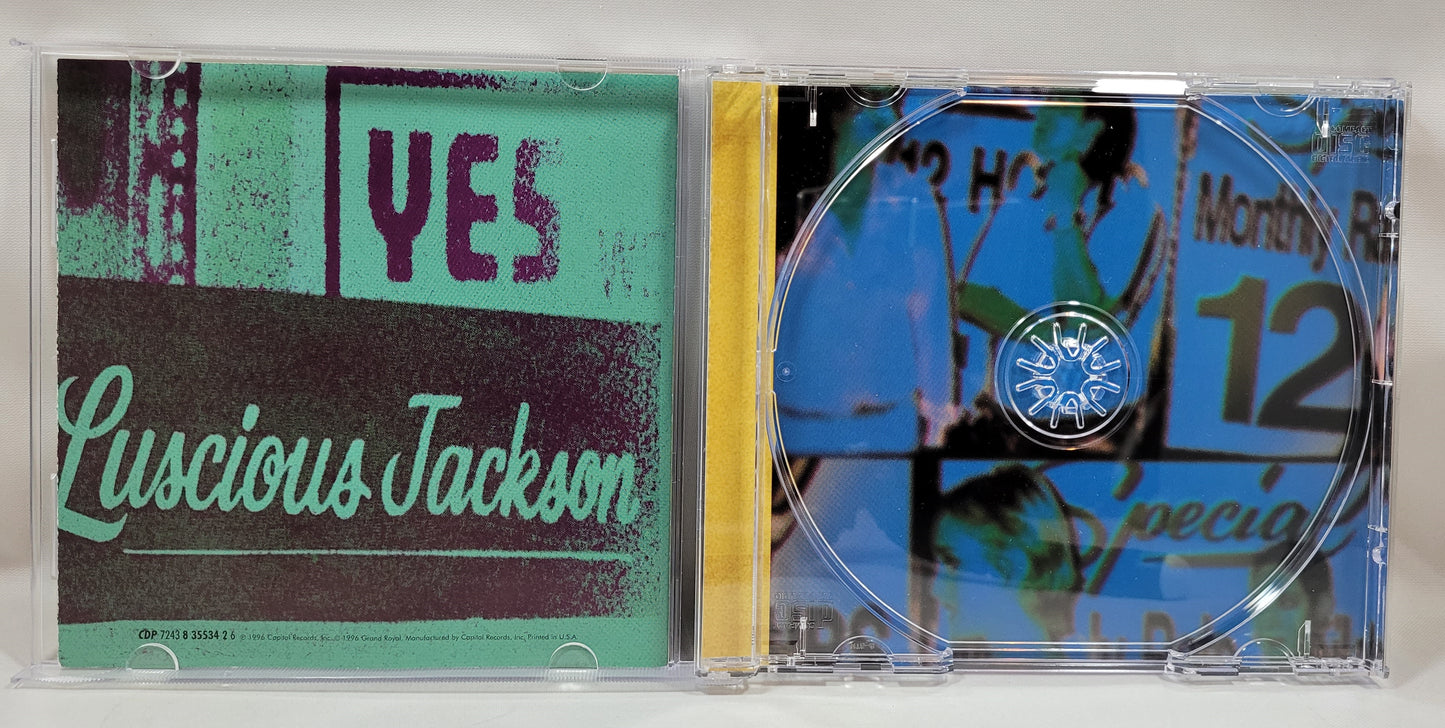 YES
Luscious Jackson
CDP 7243 8 35534 2 6 ℗ 1996 Capitol Records, Inc. © 1996 Grand Royal. Manufactured by Capitol Records, Inc. Printed in U.S.A.
Monthly
12
Special
COMPACT
DISC
DIGITAL AUDIO